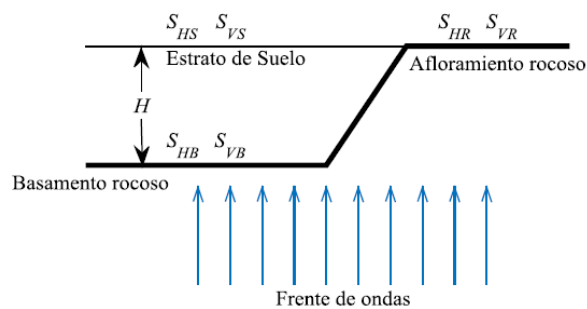 S_HS S_VS
S_HR S_VR
Estrato de Suelo
Afloramiento rocoso
H
S_HB S_VB
Basamento rocoso
Frente de ondas